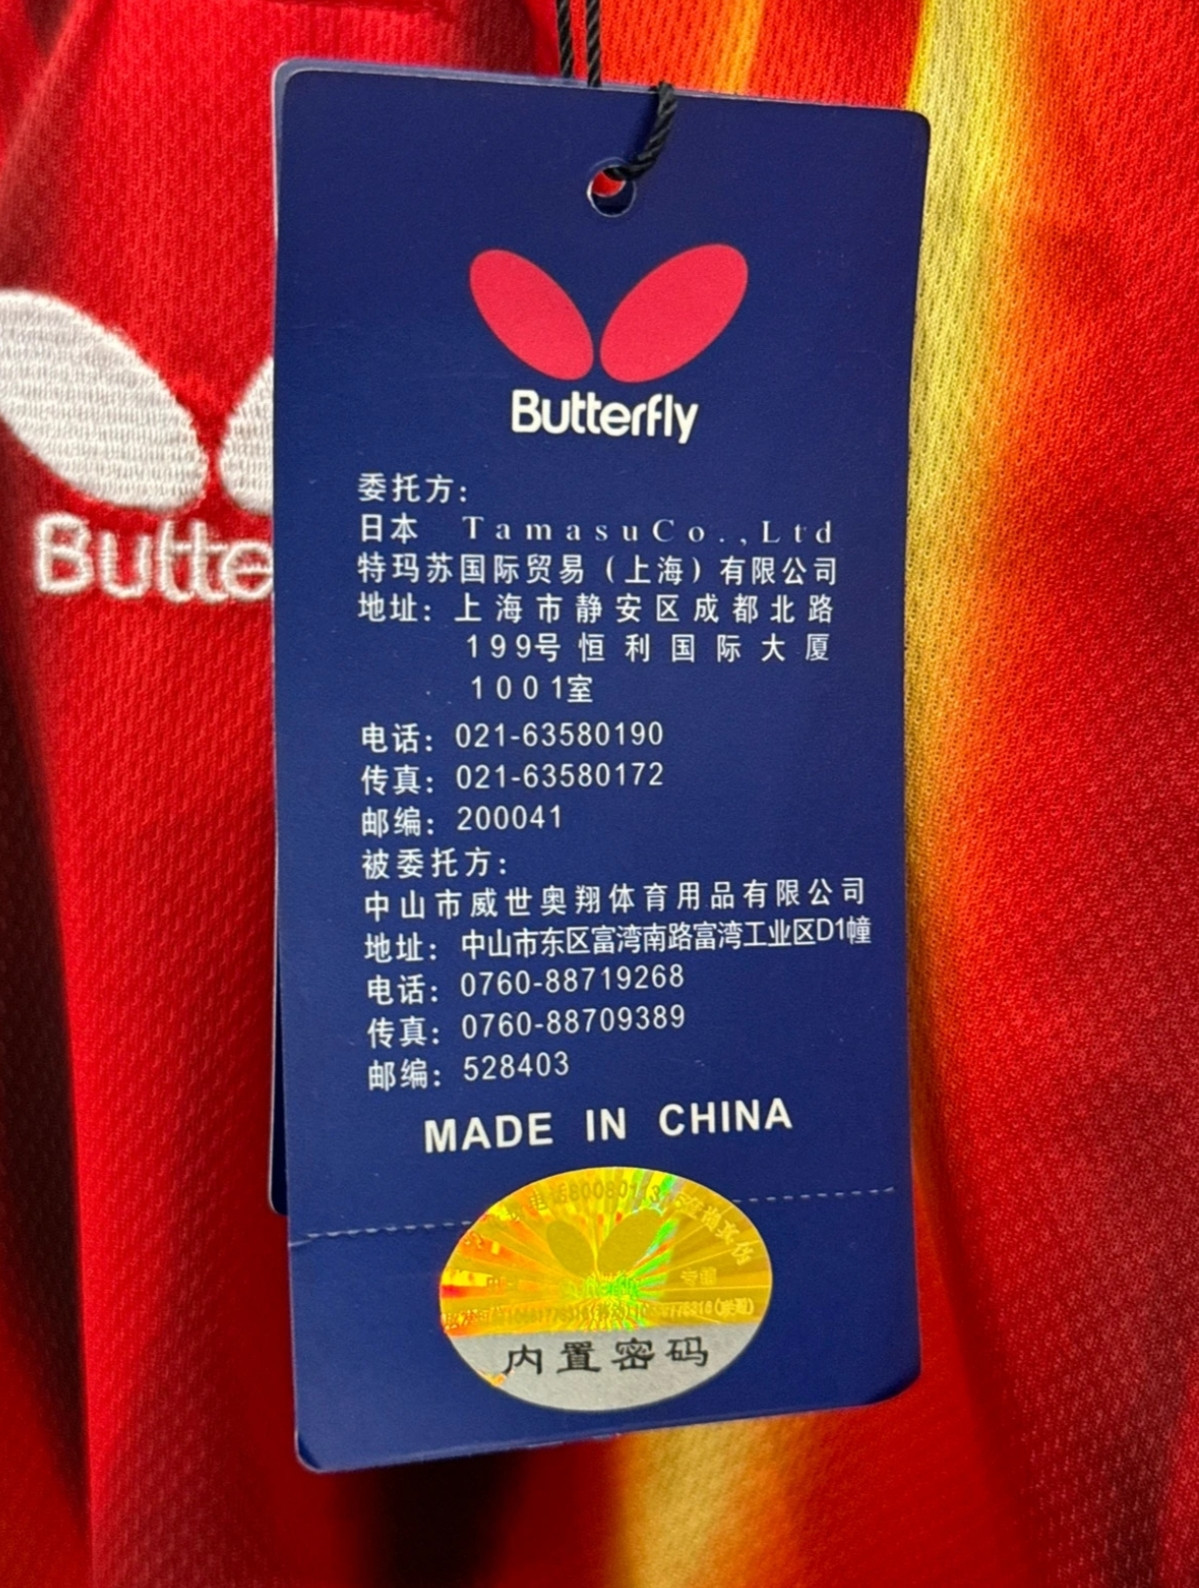 Butterfly
Butte
委托方：
日本 TamasuCo.,Ltd
特玛苏国际贸易（上海）有限公司
地址：上海市静安区成都北路
199号恒利国际大厦
1001室
电话：021-63580190
传真：021-63580172
邮编：200041
被委托方：
中山市威世奥翔体育用品有限公司
地址：中山市东区富湾南路富湾工业区D1幢
电话：0760-88719268
传真：0760-88709389
邮编：528403
MADE IN CHINA
内置密码